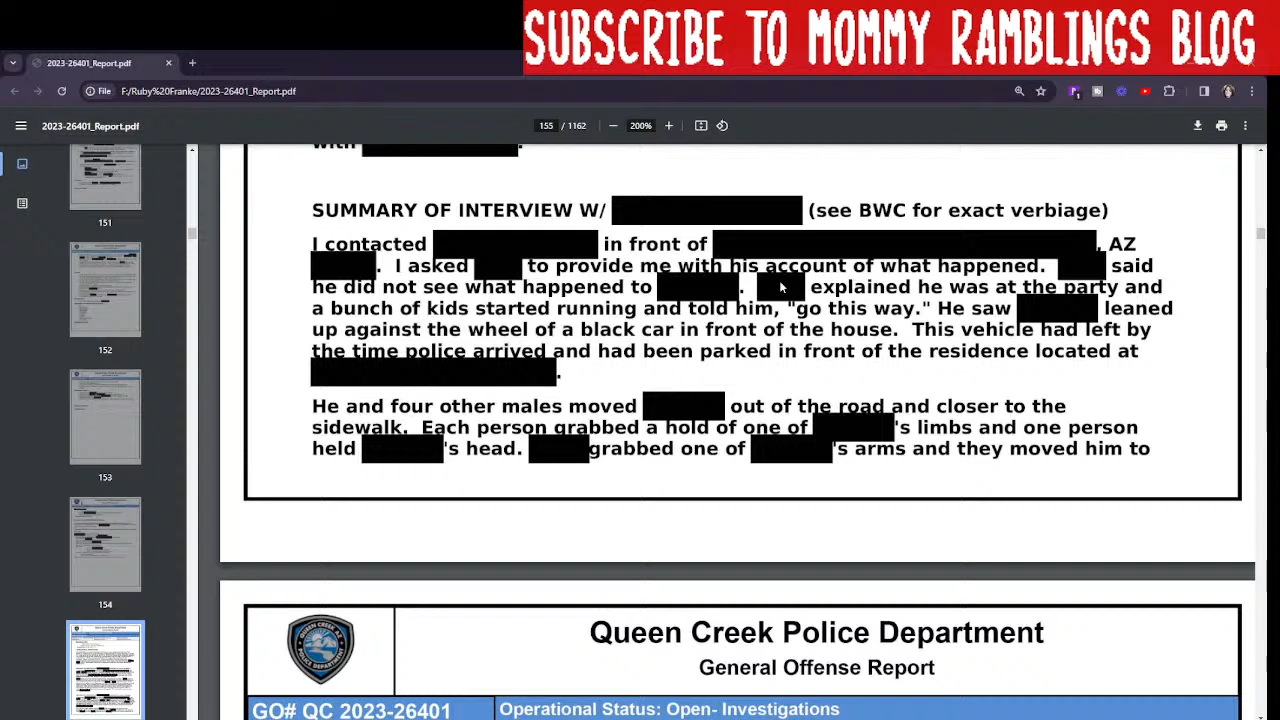 SUBSCRIBE TO MOMMY RAMBLINGS BLOG
2023-26401_Report.pdf
File F:/Ruby%20Franke/2023-26401_Report.pdf
2023-26401_Report.pdf 155 / 1162 200%
with .
151
SUMMARY OF INTERVIEW W/ (see BWC for exact verbiage)
I contacted in front of , AZ
. I asked to provide me with his account of what happened. said
he did not see what happened to . explained he was at the party and
a bunch of kids started running and told him, "go this way." He saw leaned
up against the wheel of a black car in front of the house. This vehicle had left by
the time police arrived and had been parked in front of the residence located at
.
152
He and four other males moved out of the road and closer to the
sidewalk. Each person grabbed a hold of one of 's limbs and one person
held 's head. grabbed one of 's arms and they moved him to
153
154
QUEEN CREEK AZ
POLICE DEPARTMENT
Queen Creek Police Department
General Offense Report
GO# QC 2023-26401 Operational Status: Open- Investigations